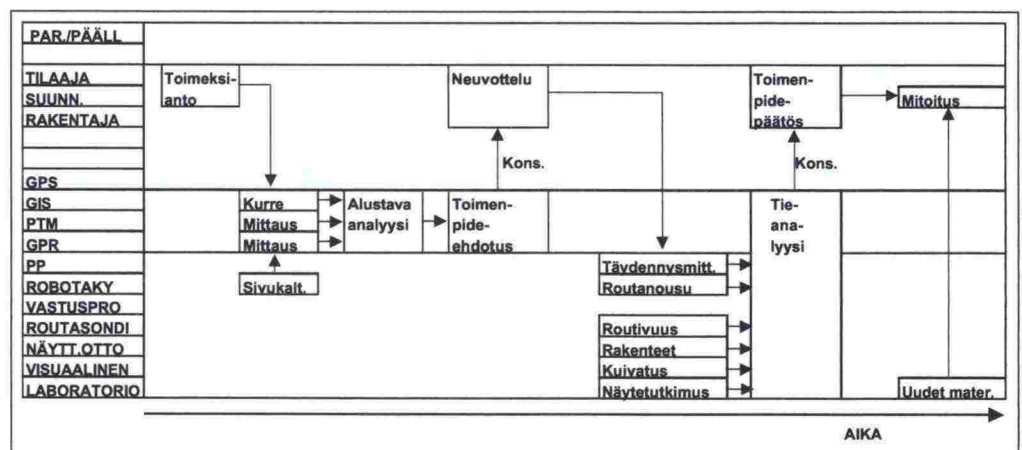 PAR./PÄÄLL
TILAAJA
SUUNN.
RAKENTAJA
GPS
GIS
PTM
GPR
PP
ROBOTAKY
VASTUSPRO
ROUTASONDI
NÄYTT.OTTO
VISUAALINEN
LABORATORIO
Toimeksi-
anto
Neuvottelu
Toimen-
pide-
päätös
Mitoitus
Kons.
Kons.
Kurre
Mittaus
Mittaus
Alustava
analyysi
Toimen-
pide-
ehdotus
Tie-
ana-
lyysi
Sivukalt.
Täydennysmitt.
Routanousu
Routivuus
Rakenteet
Kuivatus
Näytetutkimus
Uudet mater.
AIKA